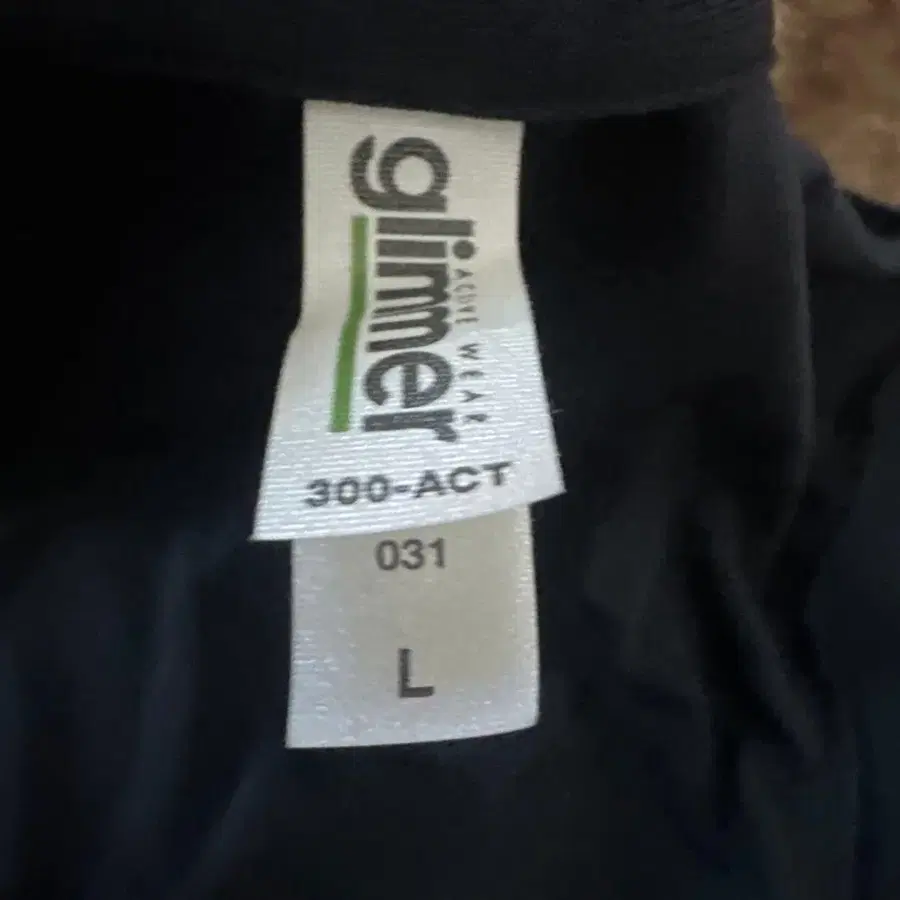 glimmer
ACTIVE WEAR
300-ACT
031
L